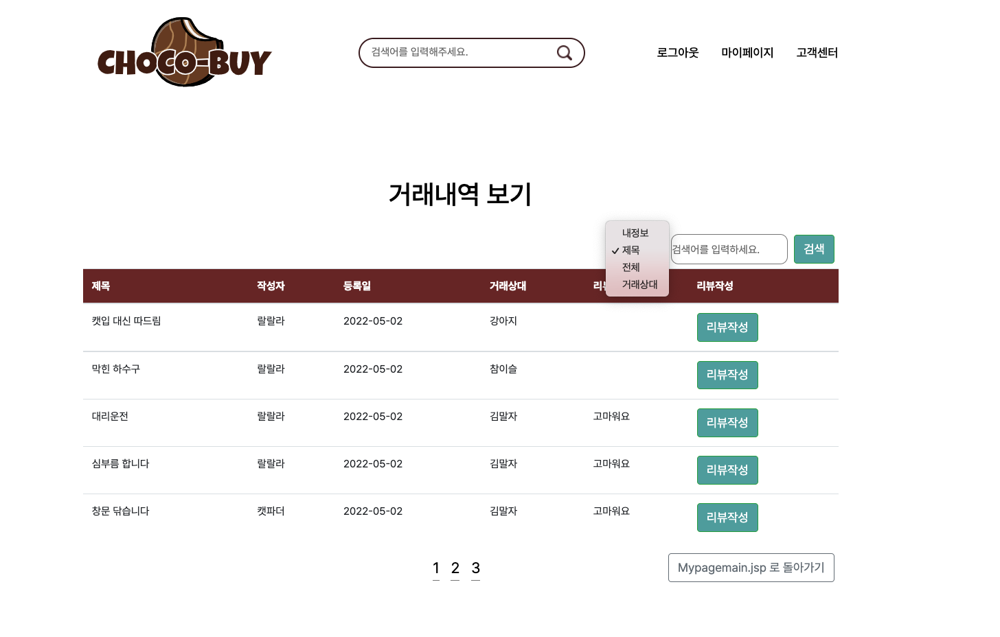 CHOCO-BUY
검색어를 입력해주세요.
로그아웃 마이페이지 고객센터
거래내역 보기
내정보
✓ 제목
전체
거래상대
검색어를 입력하세요.
검색
제목 작성자 등록일 거래상대 리뷰작성
캣입 대신 따드림 랄랄라 2022-05-02 강아지 리뷰작성
막힌 하수구 랄랄라 2022-05-02 참이슬 리뷰작성
대리운전 랄랄라 2022-05-02 김말자 고마워요 리뷰작성
심부름 합니다 랄랄라 2022-05-02 김말자 고마워요 리뷰작성
창문 닦습니다 캣파더 2022-05-02 김말자 고마워요 리뷰작성
1 2 3
Mypagemain.jsp 로 돌아가기